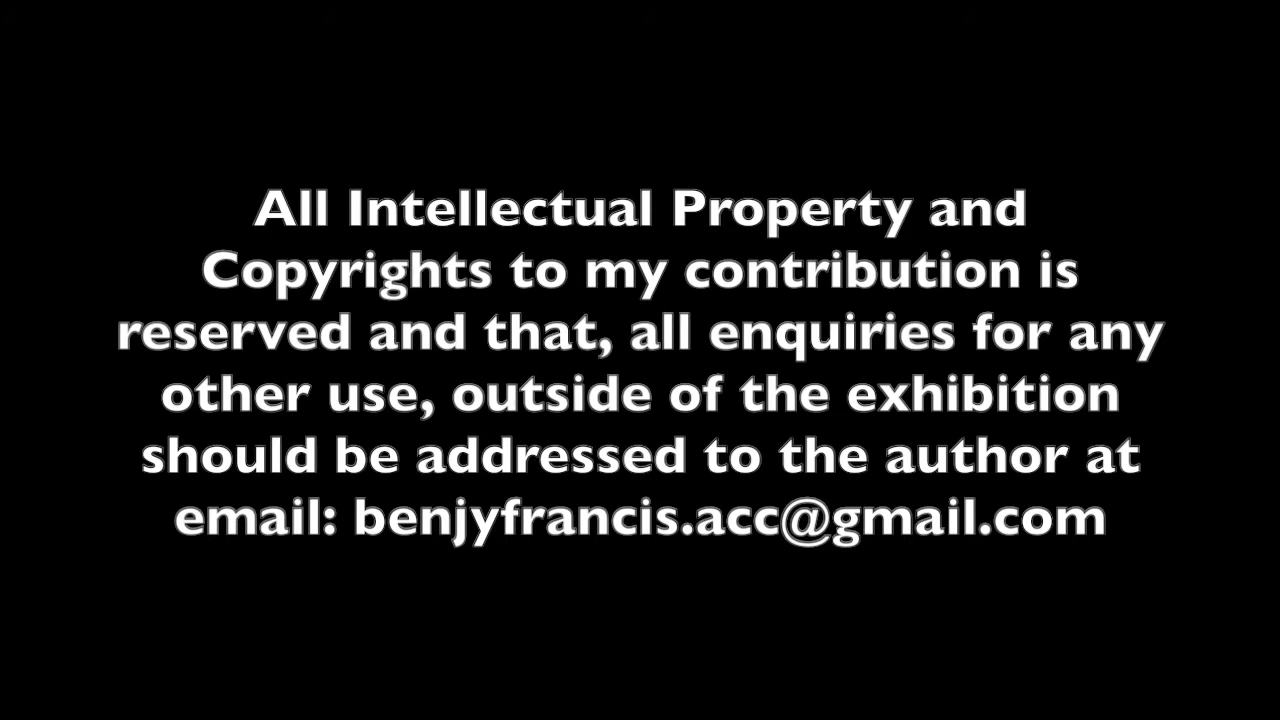 All Intellectual Property and
Copyrights to my contribution is
reserved and that, all enquiries for any
other use, outside of the exhibition
should be addressed to the author at
email: benjyfrancis.acc@gmail.com